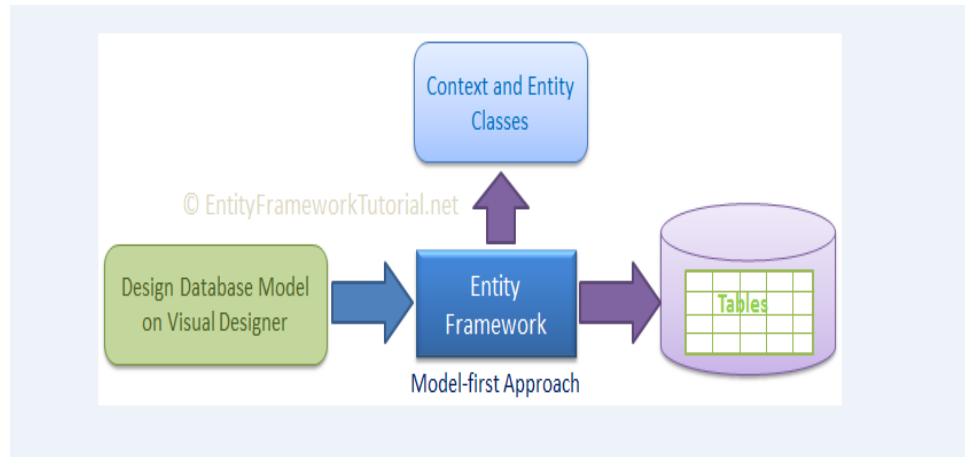 Context and Entity
Classes
© EntityFrameworkTutorial.net
Design Database Model
on Visual Designer
Entity
Framework
Tables
Model-first Approach